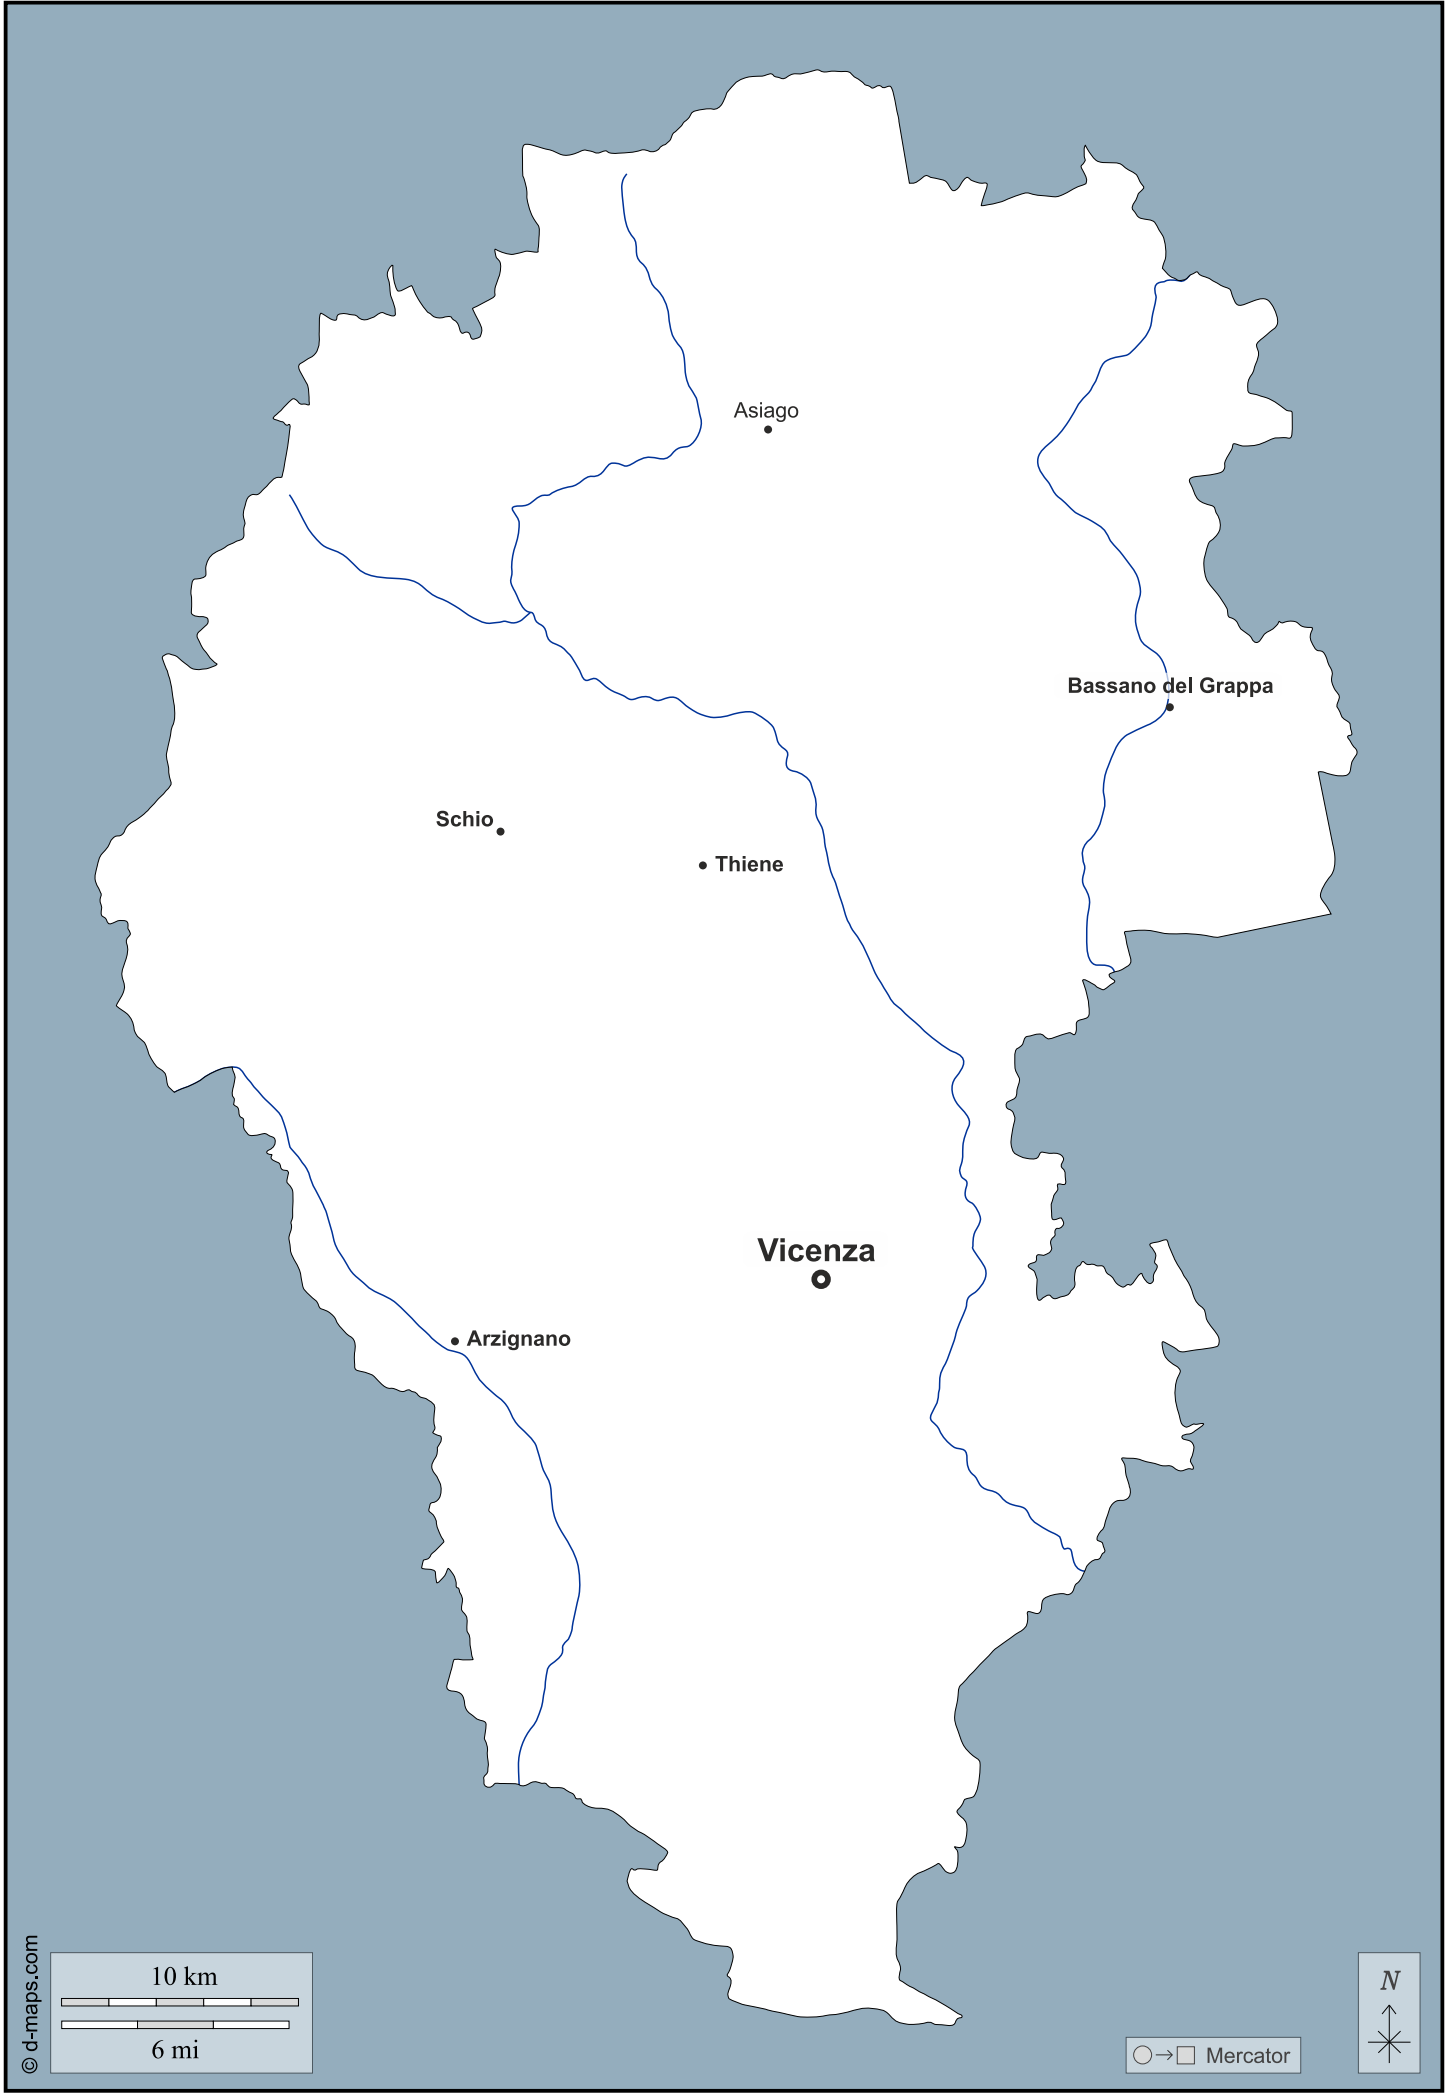 Asiago
Bassano del Grappa
Schio
Thiene
Vicenza
Arzignano
© d-maps.com
10 km
6 mi
N
Mercator